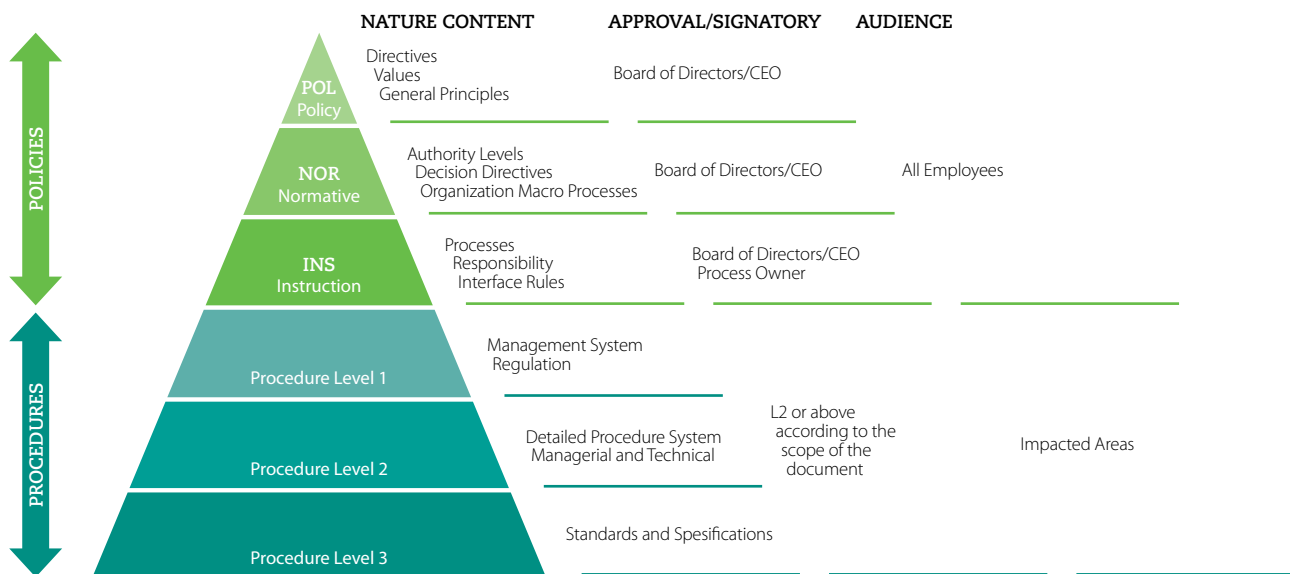 NATURE CONTENT
APPROVAL/SIGNATORY
AUDIENCE
POLICIES
POL
Policy
Directives
Values
General Principles
Board of Directors/CEO
NOR
Normative
Authority Levels
Decision Directives
Organization Macro Processes
Board of Directors/CEO
All Employees
INS
Instruction
Processes
Responsibility
Interface Rules
Board of Directors/CEO
Process Owner
PROCEDURES
Procedure Level 1
Management System
Regulation
Procedure Level 2
Detailed Procedure System
Managerial and Technical
L2 or above
according to the
scope of the
document
Impacted Areas
Procedure Level 3
Standards and Spesifications